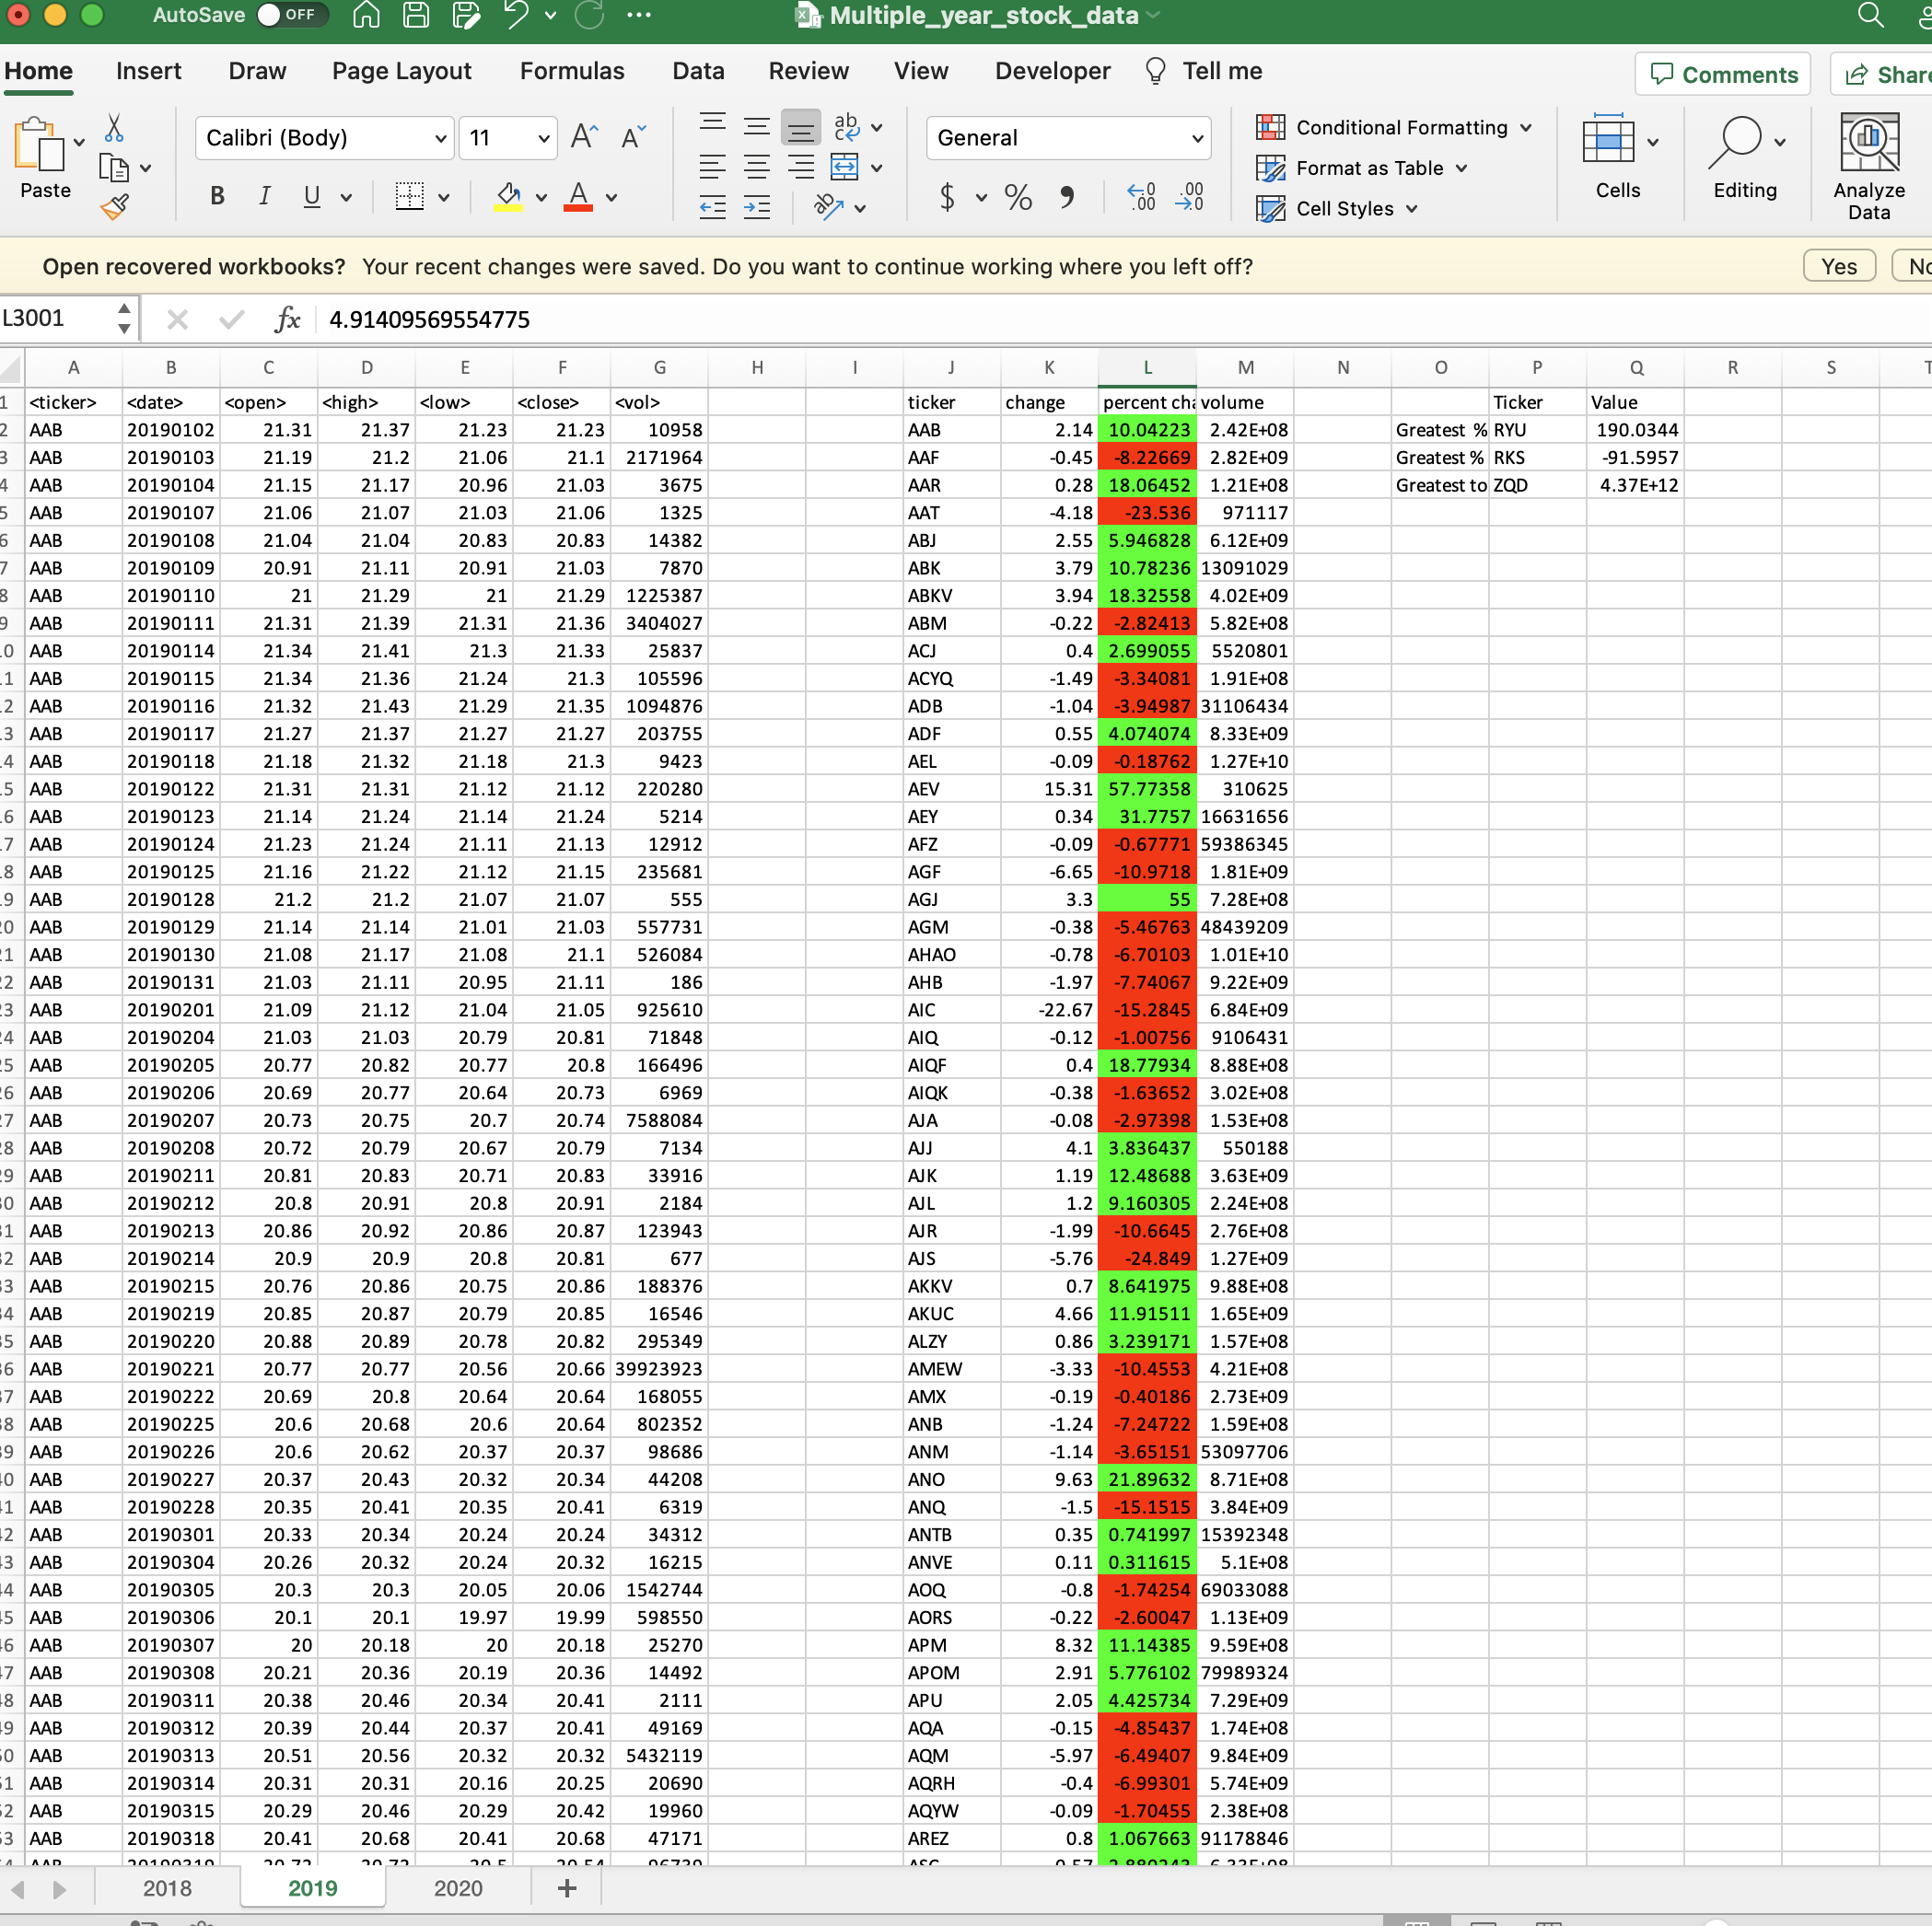 AutoSave OFF Multiple_year_stock_data
Home Insert Draw Page Layout Formulas Data Review View Developer Tell me Comments Share
Paste Calibri (Body) 11 General Conditional Formatting Format as Table Cell Styles Cells Editing Analyze Data
Open recovered workbooks? Your recent changes were saved. Do you want to continue working where you left off? Yes
L3001 fx 4.91409569554775
A B C D E F G H I J K L M N O P Q R S T
1 <ticker> <date> <open> <high> <low> <close> <vol> ticker change percent cha volume Ticker Value
2 AAB 20190102 21.31 21.37 21.23 21.23 10958 AAB 2.14 10.04223 2.42E+08 Greatest % RYU 190.0344
3 AAB 20190103 21.19 21.2 21.06 21.1 2171964 AAF -0.45 -8.22669 2.82E+09 Greatest % RKS -91.5957
4 AAB 20190104 21.15 21.17 20.96 21.03 3675 AAR 0.28 18.06452 1.21E+08 Greatest to ZQD 4.37E+12
5 AAB 20190107 21.06 21.07 21.03 21.06 1325 AAT -4.18 -23.536 971117
6 AAB 20190108 21.04 21.04 20.83 20.83 14382 ABJ 2.55 5.946828 6.12E+09
7 AAB 20190109 20.91 21.11 20.91 21.03 7870 ABK 3.79 10.78236 13091029
8 AAB 20190110 21 21.29 21 21.29 1225387 ABKV 3.94 18.32558 4.02E+09
9 AAB 20190111 21.31 21.39 21.31 21.36 3404027 ABM -0.22 -2.82413 5.82E+08
0 AAB 20190114 21.34 21.41 21.3 21.33 25837 ACJ 0.4 2.699055 5520801
1 AAB 20190115 21.34 21.36 21.24 21.3 105596 ACYQ -1.49 -3.34081 1.91E+08
2 AAB 20190116 21.32 21.43 21.29 21.35 1094876 ADB -1.04 -3.94987 31106434
3 AAB 20190117 21.27 21.37 21.27 21.27 203755 ADF 0.55 4.074074 8.33E+09
4 AAB 20190118 21.18 21.32 21.18 21.3 9423 AEL -0.09 -0.18762 1.27E+10
5 AAB 20190122 21.31 21.31 21.12 21.12 220280 AEV 15.31 57.77358 310625
6 AAB 20190123 21.14 21.24 21.14 21.24 5214 AEY 0.34 31.7757 16631656
7 AAB 20190124 21.23 21.24 21.11 21.13 12912 AFZ -0.09 -0.67771 59386345
8 AAB 20190125 21.16 21.22 21.12 21.15 235681 AGF -6.65 -10.9718 1.81E+09
9 AAB 20190128 21.2 21.2 21.07 21.07 555 AGJ 3.3 55 7.28E+08
20 AAB 20190129 21.14 21.14 21.01 21.03 557731 AGM -0.38 -5.46763 48439209
21 AAB 20190130 21.08 21.17 21.08 21.1 526084 AHAO -0.78 -6.70103 1.01E+10
22 AAB 20190131 21.03 21.11 20.95 21.11 186 AHB -1.97 -7.74067 9.22E+09
23 AAB 20190201 21.09 21.12 21.04 21.05 925610 AIC -22.67 -15.2845 6.84E+09
24 AAB 20190204 21.03 21.03 20.79 20.81 71848 AIQ -0.12 -1.00756 9106431
25 AAB 20190205 20.77 20.82 20.77 20.8 166496 AIQF 0.4 18.77934 8.88E+08
26 AAB 20190206 20.69 20.77 20.64 20.73 6969 AIQK -0.38 -1.63652 3.02E+08
27 AAB 20190207 20.73 20.75 20.7 20.74 7588084 AJA -0.08 -2.97398 1.53E+08
28 AAB 20190208 20.72 20.79 20.67 20.79 7134 AJJ 4.1 3.836437 550188
29 AAB 20190211 20.81 20.83 20.71 20.83 33916 AJK 1.19 12.48688 3.63E+09
30 AAB 20190212 20.8 20.91 20.8 20.91 2184 AJL 1.2 9.160305 2.24E+08
31 AAB 20190213 20.86 20.92 20.86 20.87 123943 AJR -1.99 -10.6645 2.76E+08
32 AAB 20190214 20.9 20.9 20.8 20.81 677 AJS -5.76 -24.849 1.27E+09
33 AAB 20190215 20.76 20.86 20.75 20.86 188376 AKKV 0.7 8.641975 9.88E+08
34 AAB 20190219 20.85 20.87 20.79 20.85 16546 AKUC 4.66 11.91511 1.65E+09
35 AAB 20190220 20.88 20.89 20.78 20.82 295349 ALZY 0.86 3.239171 1.57E+08
36 AAB 20190221 20.77 20.77 20.56 20.66 39923923 AMEW -3.33 -10.4553 4.21E+08
37 AAB 20190222 20.69 20.8 20.64 20.64 168055 AMX -0.19 -0.40186 2.73E+09
38 AAB 20190225 20.6 20.68 20.6 20.64 802352 ANB -1.24 -7.24722 1.59E+08
39 AAB 20190226 20.6 20.62 20.37 20.37 98686 ANM -1.14 -3.65151 53097706
40 AAB 20190227 20.37 20.43 20.32 20.34 44208 ANO 9.63 21.89632 8.71E+08
41 AAB 20190228 20.35 20.41 20.35 20.41 6319 ANQ -1.5 -15.1515 3.84E+09
42 AAB 20190301 20.33 20.34 20.24 20.24 34312 ANTB 0.35 0.741997 15392348
43 AAB 20190304 20.26 20.32 20.24 20.32 16215 ANVE 0.11 0.311615 5.1E+08
44 AAB 20190305 20.3 20.3 20.05 20.06 1542744 AOQ -0.8 -1.74254 69033088
45 AAB 20190306 20.1 20.1 19.97 19.99 598550 AORS -0.22 -2.60047 1.13E+09
46 AAB 20190307 20 20.18 20 20.18 25270 APM 8.32 11.14385 9.59E+08
47 AAB 20190308 20.21 20.36 20.19 20.36 14492 APOM 2.91 5.776102 79989324
48 AAB 20190311 20.38 20.46 20.34 20.41 2111 APU 2.05 4.425734 7.29E+09
49 AAB 20190312 20.39 20.44 20.37 20.41 49169 AQA -0.15 -4.85437 1.74E+08
50 AAB 20190313 20.51 20.56 20.32 20.32 5432119 AQM -5.97 -6.49407 9.84E+09
51 AAB 20190314 20.31 20.31 20.16 20.25 20690 AQRH -0.4 -6.99301 5.74E+09
52 AAB 20190315 20.29 20.46 20.29 20.42 19960 AQYW -0.09 -1.70455 2.38E+08
53 AAB 20190318 20.41 20.68 20.41 20.68 47171 AREZ 0.8 1.067663 91178846
2018 2019 2020 +